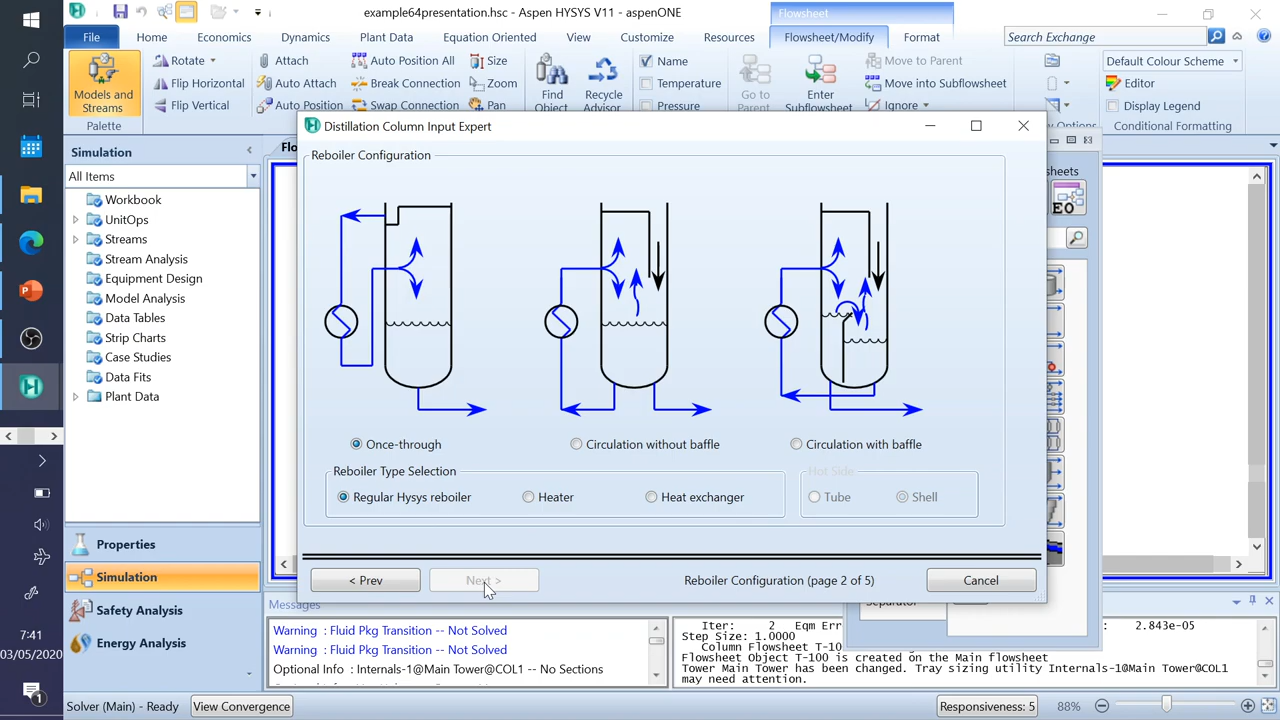 example64presentation.hsc - Aspen HYSYS V11 - aspenONE
Flowsheet
File
Home
Economics
Dynamics
Plant Data
Equation Oriented
View
Customize
Resources
Flowsheet/Modify
Format
Search Exchange
Models and Streams
Palette
Rotate
Flip Horizontal
Flip Vertical
Attach
Auto Attach
Auto Position
Auto Position All
Break Connection
Swap Connection
Size
Zoom
Pan
Find Object
Recycle Advisor
Name
Temperature
Pressure
Go to Parent
Enter Subflowsheet
Move to Parent
Move into Subflowsheet
Ignore
Default Colour Scheme
Editor
Display Legend
Conditional Formatting
Simulation
All Items
Workbook
UnitOps
Streams
Stream Analysis
Equipment Design
Model Analysis
Data Tables
Strip Charts
Case Studies
Data Fits
Plant Data
Properties
Simulation
Safety Analysis
Energy Analysis
Distillation Column Input Expert
Reboiler Configuration
Once-through
Circulation without baffle
Circulation with baffle
Reboiler Type Selection
Regular Hysys reboiler
Heater
Heat exchanger
Hot Side
Tube
Shell
< Prev
Next >
Reboiler Configuration (page 2 of 5)
Cancel
EO
Messages
Warning : Fluid Pkg Transition -- Not Solved
Warning : Fluid Pkg Transition -- Not Solved
Optional Info : Internals-1@Main Tower@COL1 -- No Sections
Iter: 2 Eqm Erro
2.843e-05
Step Size: 1.0000
Column Flowsheet T-10
Flowsheet Object T-100 is created on the Main flowsheet
Tower Main Tower has been changed. Tray sizing utility Internals-1@Main Tower@COL1
may need attention.
7:41
03/05/2020
1
Solver (Main) - Ready
View Convergence
Responsiveness: 5
88%